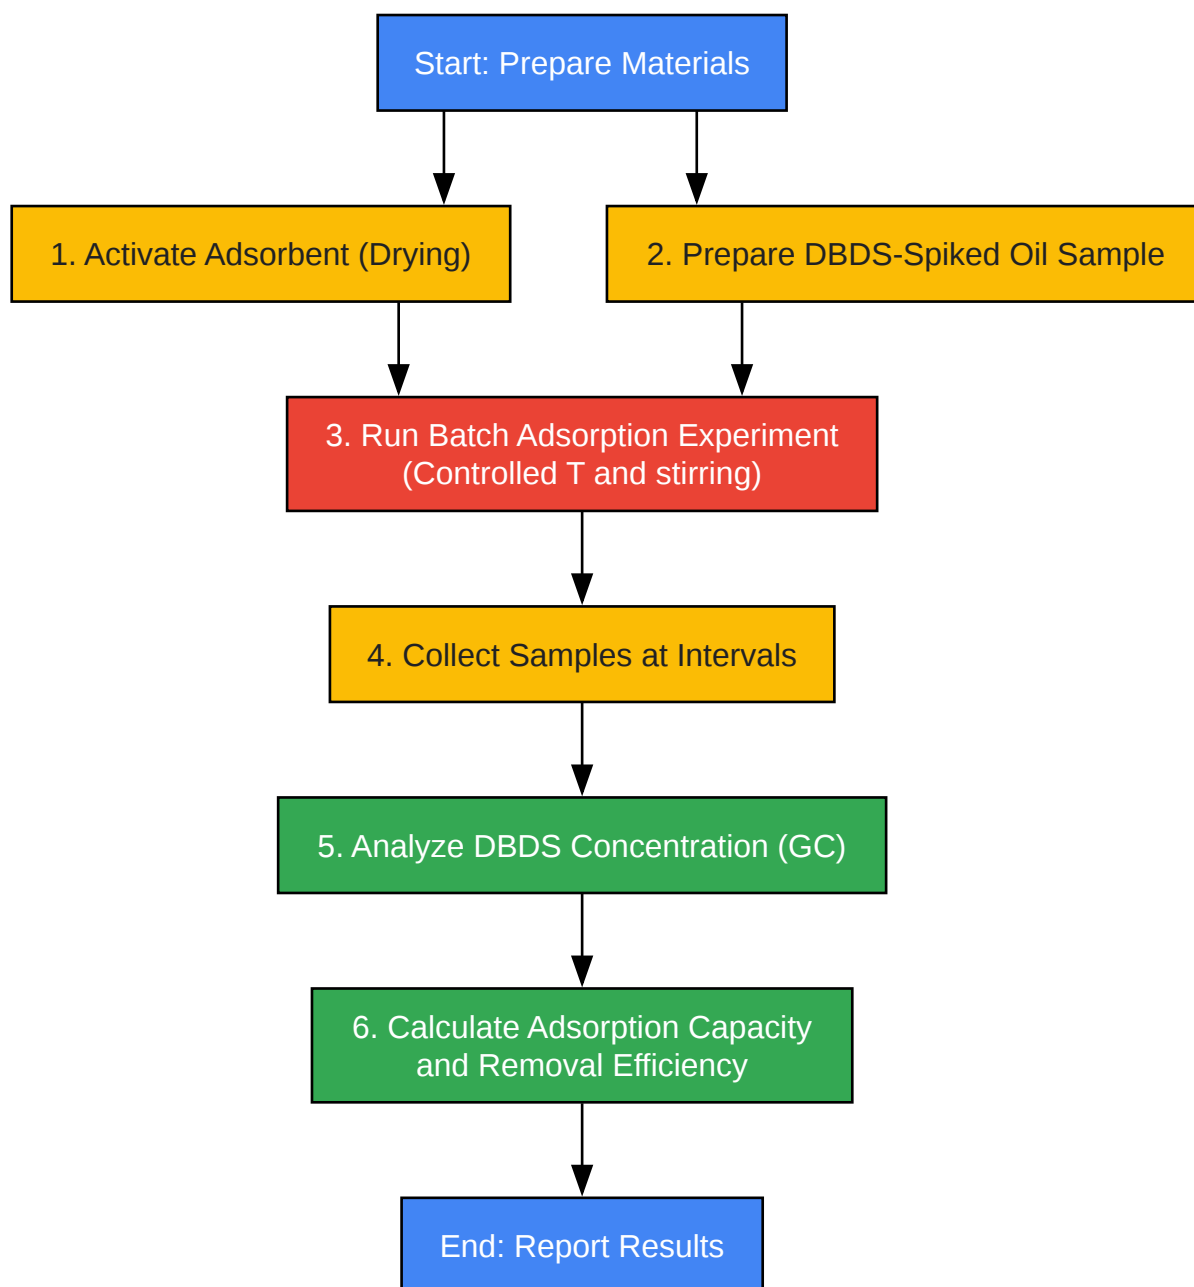 Start: Prepare Materials
1. Activate Adsorbent (Drying)
2. Prepare DBDS-Spiked Oil Sample
3. Run Batch Adsorption Experiment
(Controlled T and stirring)
4. Collect Samples at Intervals
5. Analyze DBDS Concentration (GC)
6. Calculate Adsorption Capacity
and Removal Efficiency
End: Report Results